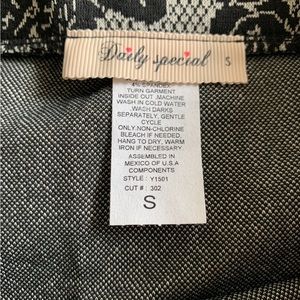 Daily special
S
SPANDEX
TURN GARMENT
INSIDE OUT .MACHINE
WASH IN COLD WATER
.WASH DARKS
SEPARATELY, GENTLE
CYCLE
ONLY.NON-CHLORINE
BLEACH IF NEEDED.
HANG TO DRY, WARM
IRON IF NECESSARY.
ASSEMBLED IN
MEXICO OF U.S.A
COMPONENTS
STYLE : Y1501
CUT # : 302
S